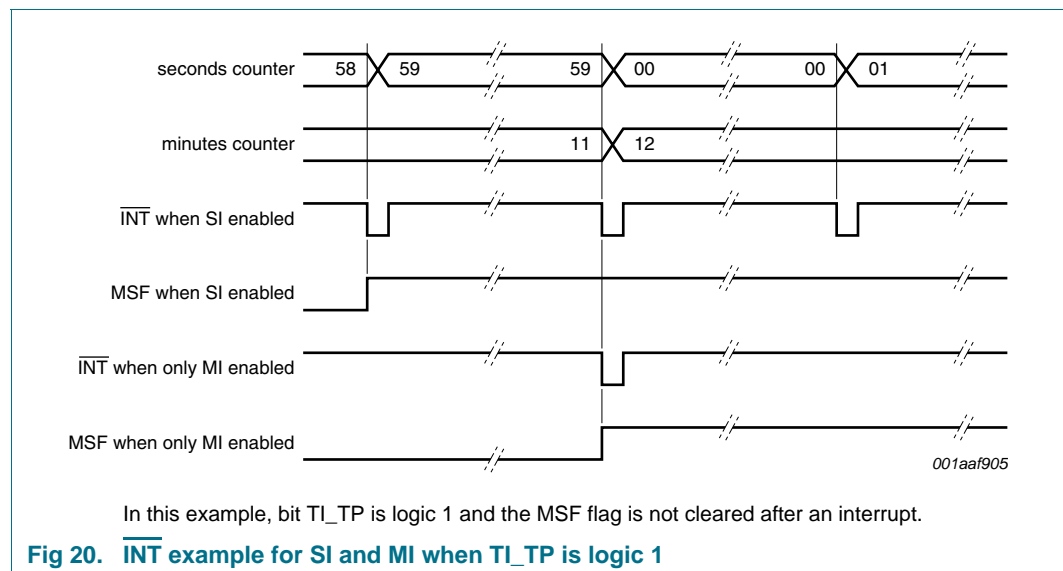 seconds counter 58 59 59 00 00 01
minutes counter 11 12
INT when SI enabled
MSF when SI enabled
INT when only MI enabled
MSF when only MI enabled
001aaf905
In this example, bit TI_TP is logic 1 and the MSF flag is not cleared after an interrupt.
Fig 20. INT example for SI and MI when TI_TP is logic 1